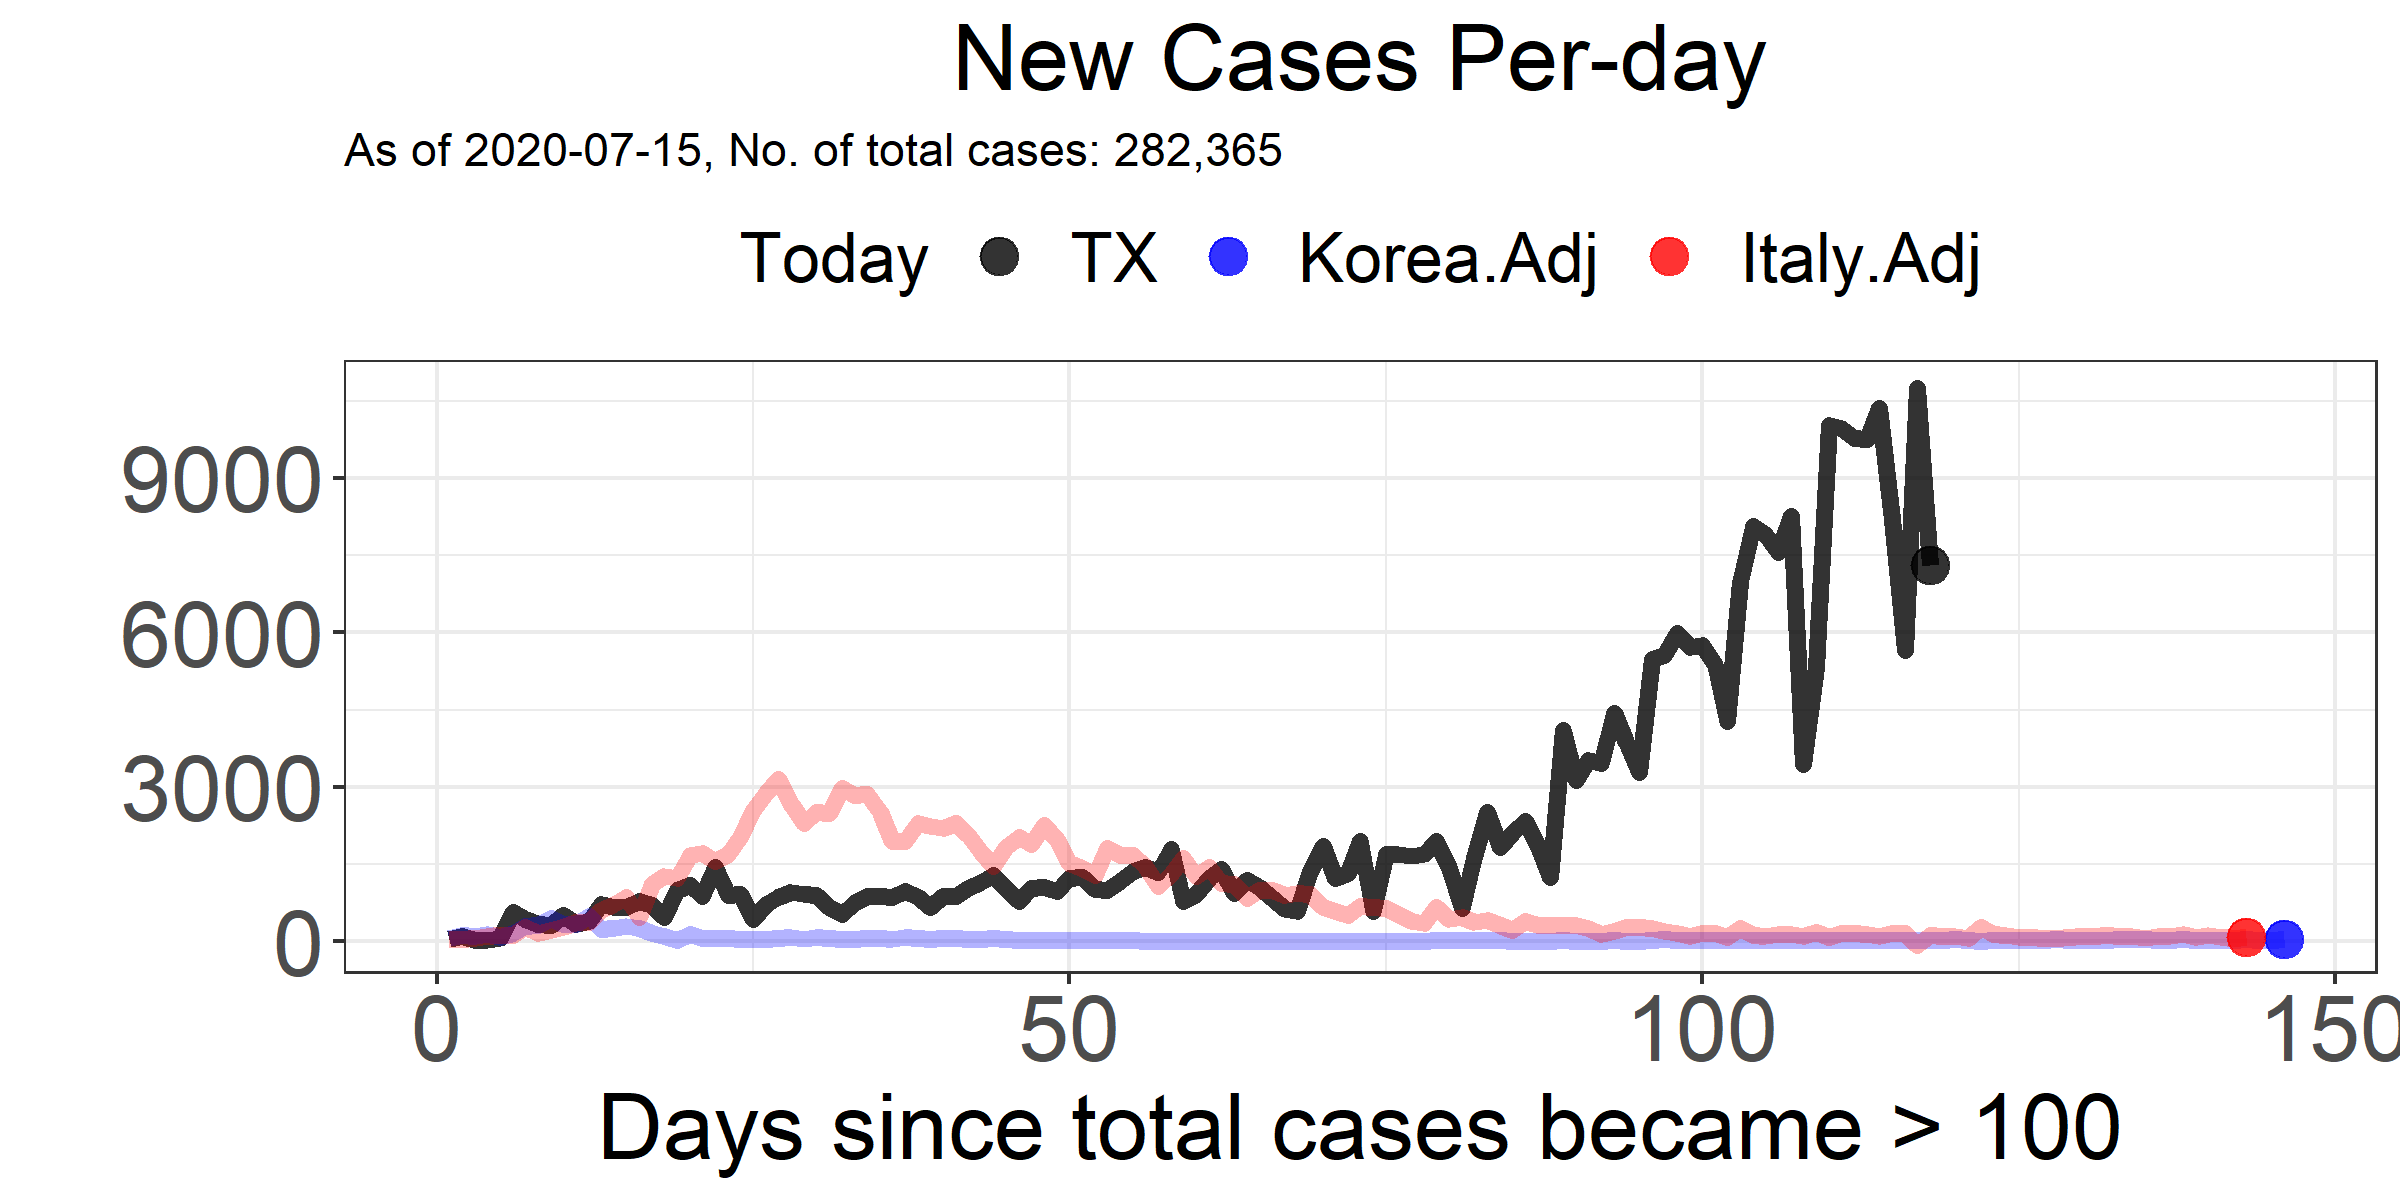 New Cases Per-day
As of 2020-07-15, No. of total cases: 282,365
Today TX Korea.Adj Italy.Adj
9000
6000
3000
0
0 50 100 150
Days since total cases became > 100